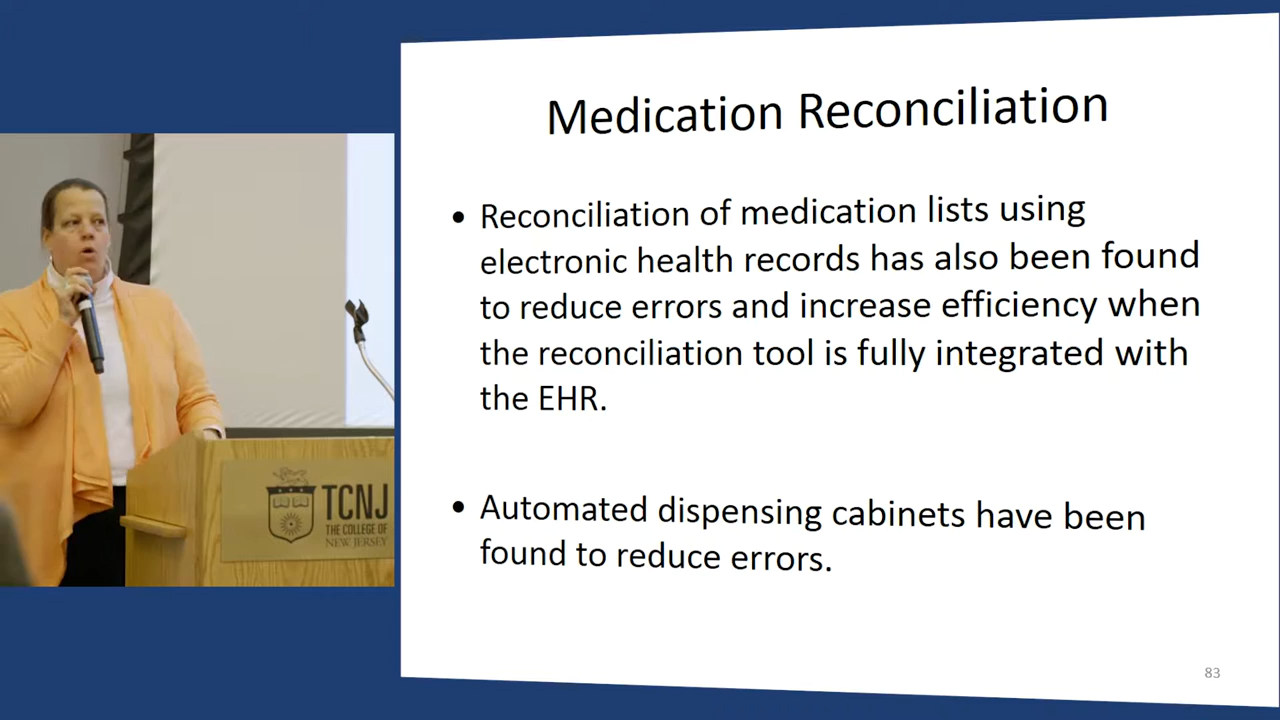 Medication Reconciliation
• Reconciliation of medication lists using
electronic health records has also been found
to reduce errors and increase efficiency when
the reconciliation tool is fully integrated with
the EHR.
• Automated dispensing cabinets have been
found to reduce errors.
83
TCNJ
THE COLLEGE OF
NEW JERSEY